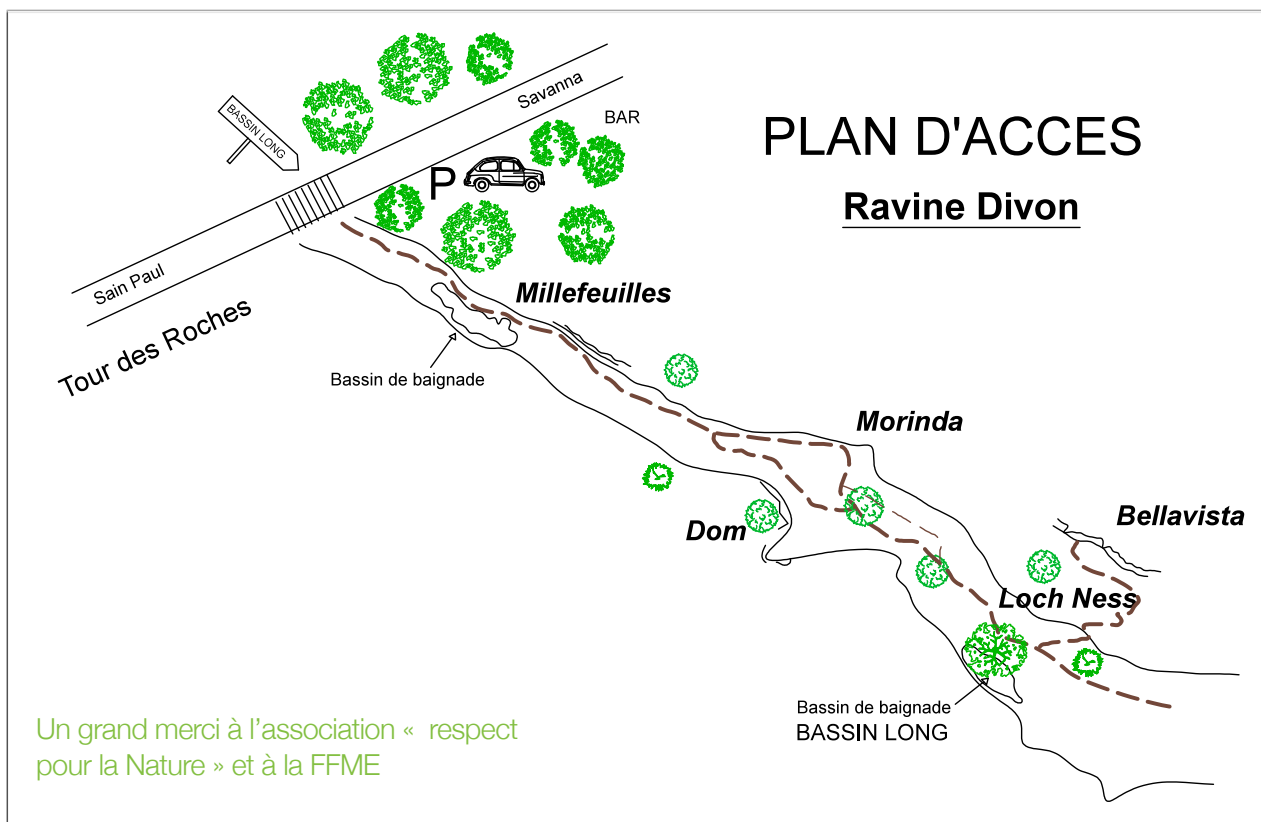 PLAN D'ACCES
Ravine Divon
BASSIN LONG
Savanna
BAR
P
Sain Paul
Tour des Roches
Millefeuilles
Bassin de baignade
Morinda
Dom
Bellavista
Loch Ness
Bassin de baignade
BASSIN LONG
Un grand merci à l'association « respect
pour la Nature » et à la FFME